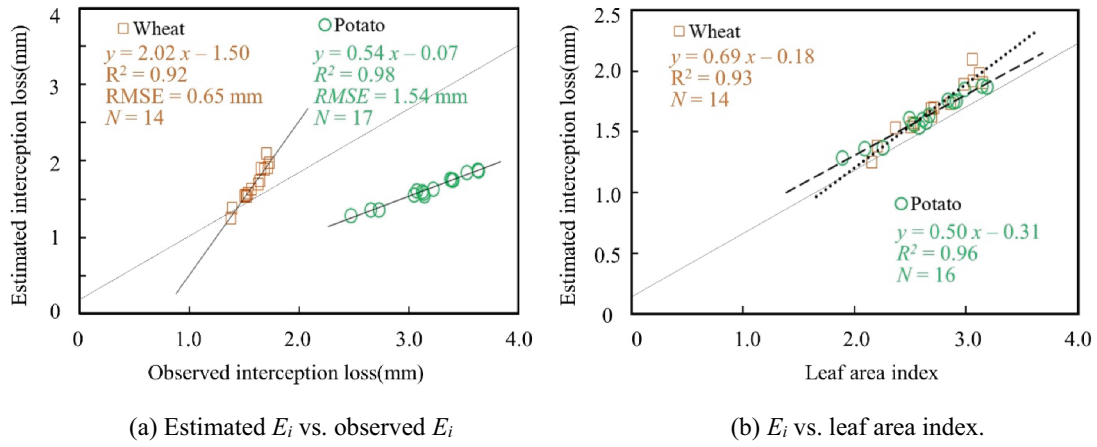 Estimated interception loss(mm)
4
3
2
1
0
Wheat
y = 2.02 x – 1.50
R² = 0.92
RMSE = 0.65 mm
N = 14
Potato
y = 0.54 x – 0.07
R² = 0.98
RMSE = 1.54 mm
N = 17
0 1.0 2.0 3.0 4.0
Observed interception loss(mm)
(a) Estimated Ei vs. observed Ei
Estimated interception loss(mm)
2.5
2.0
1.5
1.0
0.5
0
Wheat
y = 0.69 x – 0.18
R² = 0.93
N = 14
Potato
y = 0.50 x – 0.31
R² = 0.96
N = 16
0 1.0 2.0 3.0 4.0
Leaf area index
(b) Ei vs. leaf area index.